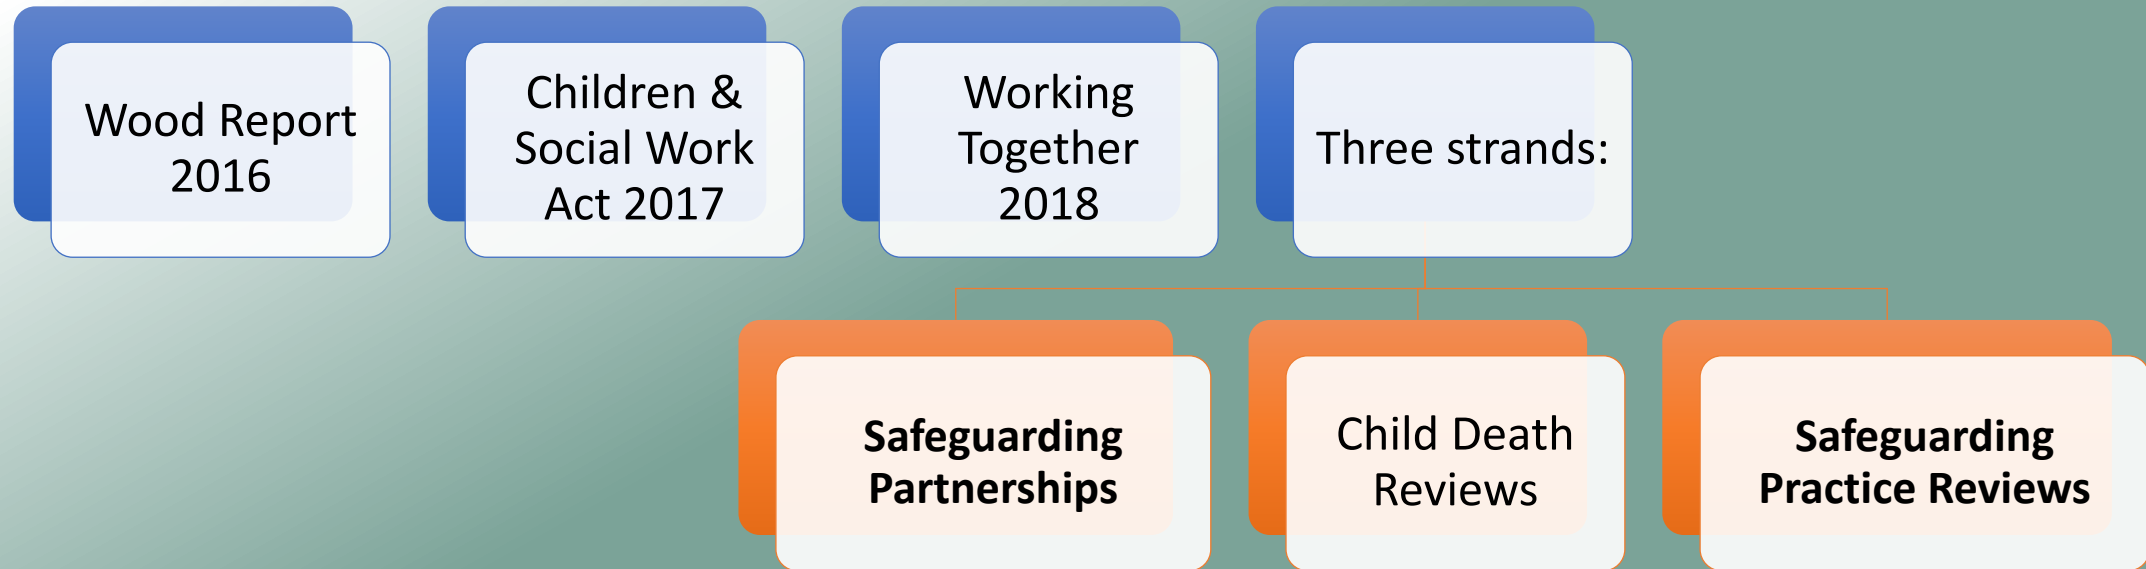 Wood Report
2016
Children &
Social Work
Act 2017
Working
Together
2018
Three strands:
Safeguarding
Partnerships
Child Death
Reviews
Safeguarding
Practice Reviews